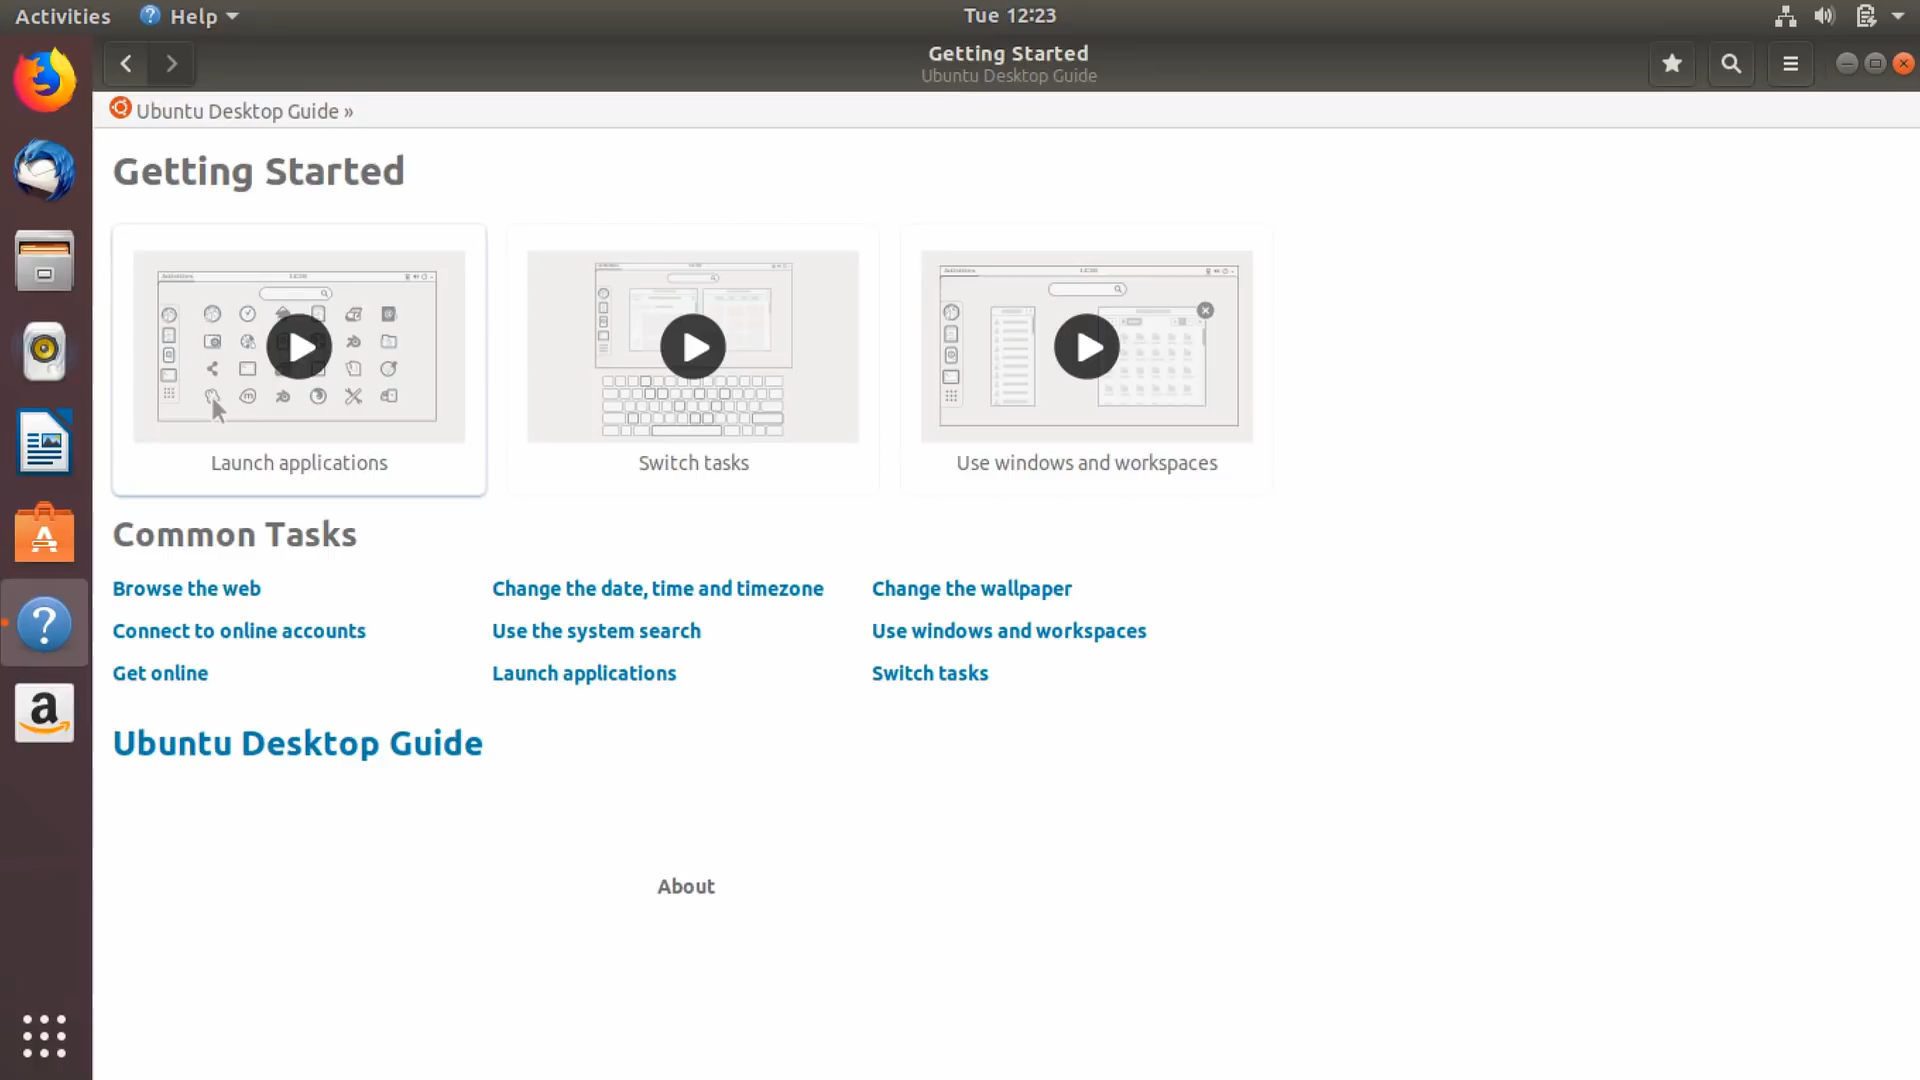 Activities
Help
Tue 12:23
Getting Started
Ubuntu Desktop Guide
Ubuntu Desktop Guide »
Getting Started
Launch applications
Switch tasks
Use windows and workspaces
Common Tasks
Browse the web
Change the date, time and timezone
Change the wallpaper
Connect to online accounts
Use the system search
Use windows and workspaces
Get online
Launch applications
Switch tasks
Ubuntu Desktop Guide
About